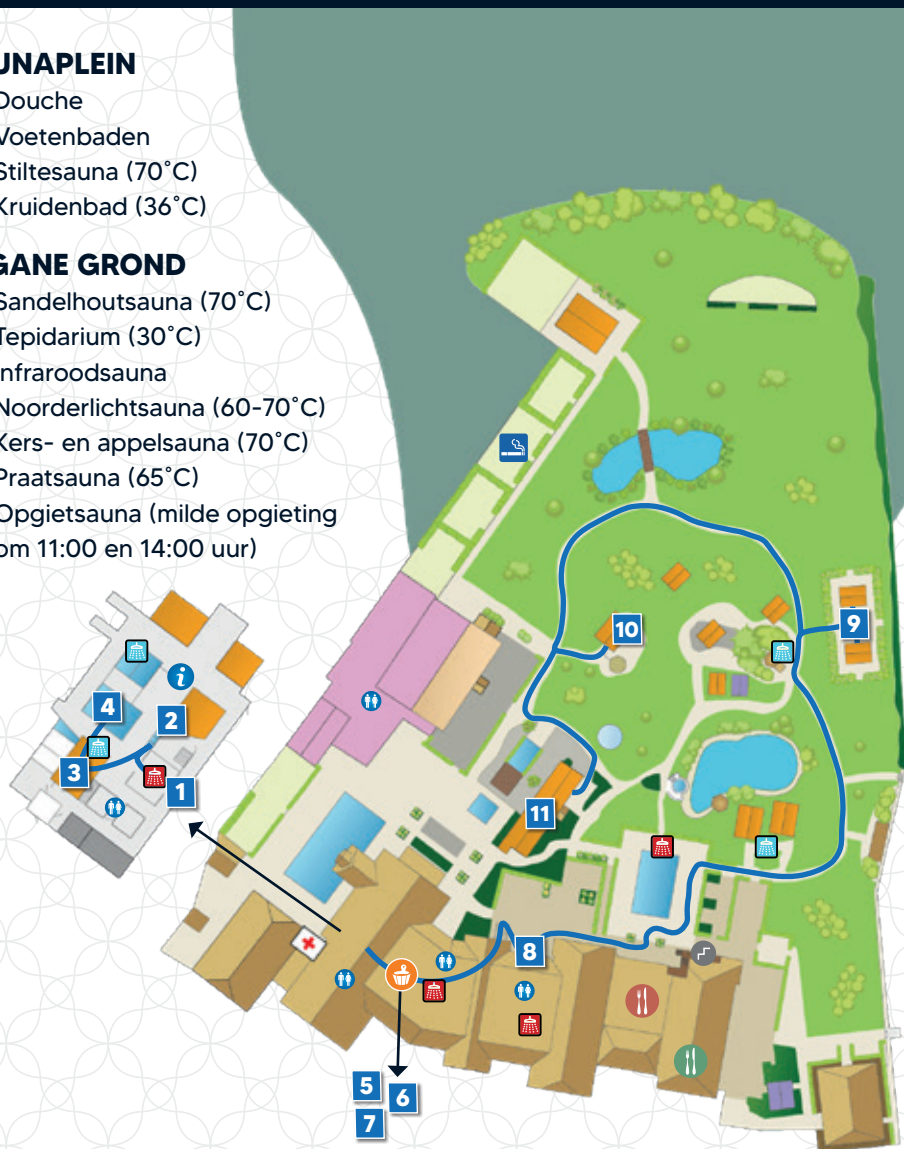 UNAPLEIN
Douche
Voetenbaden
Stiltesauna (70°C)
Kruidenbad (36°C)
GANE GROND
Sandelhoutsauna (70°C)
Tepidarium (30°C)
Infraroodsauna
Noorderlichtsauna (60-70°C)
Kers- en appelsauna (70°C)
Praatsauna (65°C)
Opgietsauna (milde opgieting
om 11:00 en 14:00 uur)
10
9
i
4
2
3
1
11
8
5
6
7